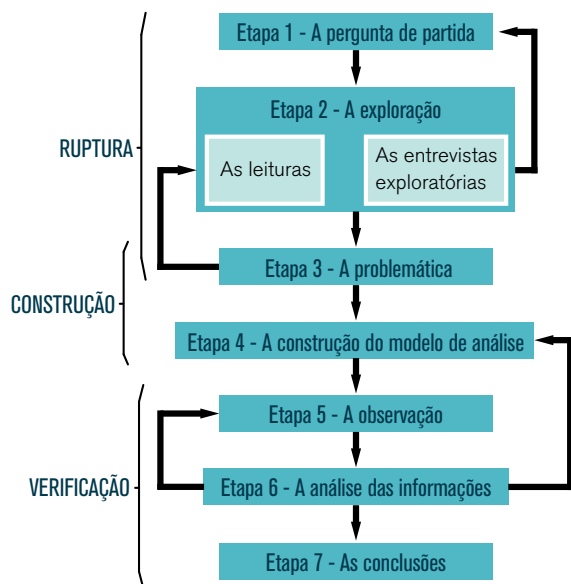 Etapa 1 - A pergunta de partida
Etapa 2 - A exploração
RUPTURA
As leituras
As entrevistas
exploratórias
Etapa 3 - A problemática
CONSTRUÇÃO
Etapa 4 - A construção do modelo de análise
Etapa 5 - A observação
VERIFICAÇÃO
Etapa 6 - A análise das informações
Etapa 7 - As conclusões